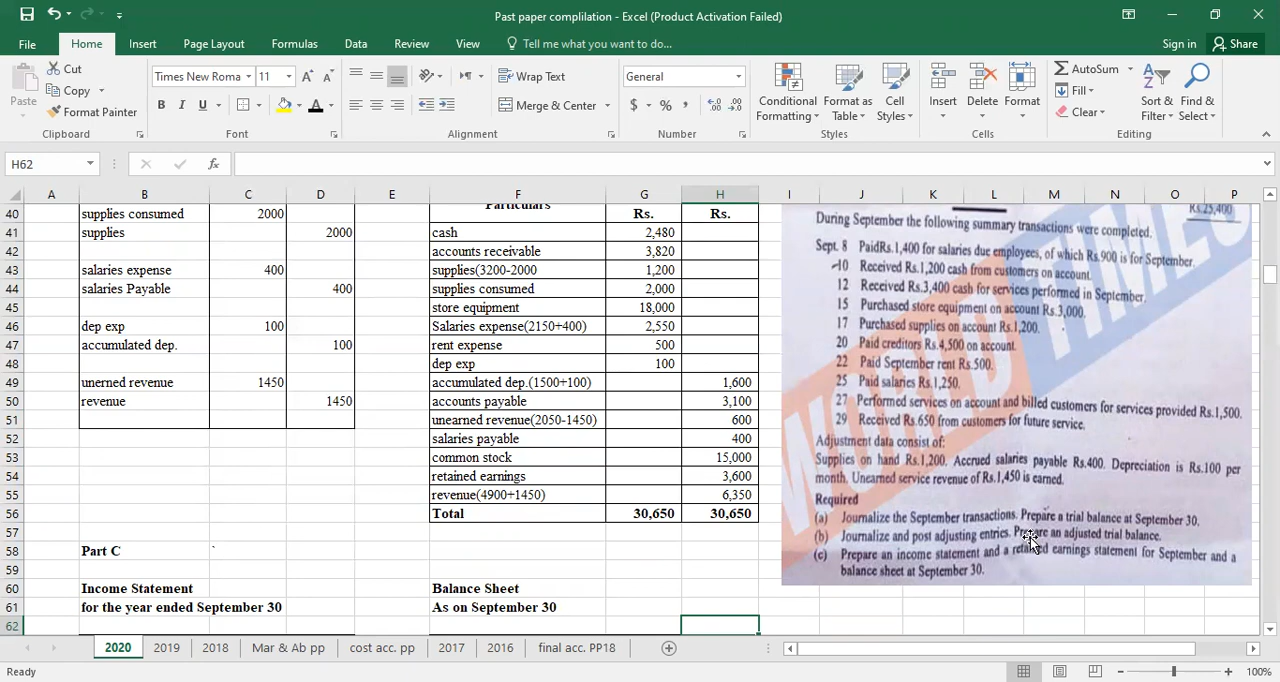 Past paper complilation - Excel (Product Activation Failed)
File Home Insert Page Layout Formulas Data Review View Tell me what you want to do... Sign in Share
Paste Cut Copy Format Painter Clipboard
Times New Roma 11 B I U A Font
Wrap Text Merge & Center Alignment
General $ % Number
Conditional Formatting Format as Table Cell Styles Styles
Insert Delete Format Cells
AutoSum Fill Clear Sort & Filter Find & Select Editing
H62 fx
A B C D E F G H I J K L M N O P
40 supplies consumed 2000 Particulars Rs. Rs.
41 supplies 2000 cash 2,480
42 accounts receivable 3,820
43 salaries expense 400 supplies(3200-2000 1,200
44 salaries Payable 400 supplies consumed 2,000
45 store equipment 18,000
46 dep exp 100 Salaries expense(2150+400) 2,550
47 accumulated dep. 100 rent expense 500
48 dep exp 100
49 unerned revenue 1450 accumulated dep.(1500+100) 1,600
50 revenue 1450 accounts payable 3,100
51 unearned revenue(2050-1450) 600
52 salaries payable 400
53 common stock 15,000
54 retained earnings 3,600
55 revenue(4900+1450) 6,350
56 Total 30,650 30,650
57
58 Part C `
59
60 Income Statement Balance Sheet
61 for the year ended September 30 As on September 30
62
Rs.25,400
During September the following summary transactions were completed.
Sept. 8 PaidRs.1,400 for salaries due employees, of which Rs.900 is for September.
10 Received Rs.1,200 cash from customers on account.
12 Received Rs.3,400 cash for services performed in September.
15 Purchased store equipment on account Rs.3,000.
17 Purchased supplies on account Rs.1,200.
20 Paid creditors Rs.4,500 on account.
22 Paid September rent Rs.500.
25 Paid salaries Rs.1,250.
27 Performed services on account and billed customers for services provided Rs.1,500.
29 Received Rs.650 from customers for future service.
Adjustment data consist of:
Supplies on hand Rs.1,200. Accrued salaries payable Rs.400. Depreciation is Rs.100 per
month. Unearned service revenue of Rs.1,450 is earned.
Required
(a) Journalize the September transactions. Prepare a trial balance at September 30.
(b) Journalize and post adjusting entries. Prepare an adjusted trial balance.
(c) Prepare an income statement and a retained earnings statement for September and a
balance sheet at September 30.
WORLD TIMES
2020 2019 2018 Mar & Ab pp cost acc. pp 2017 2016 final acc. PP18
Ready 100%